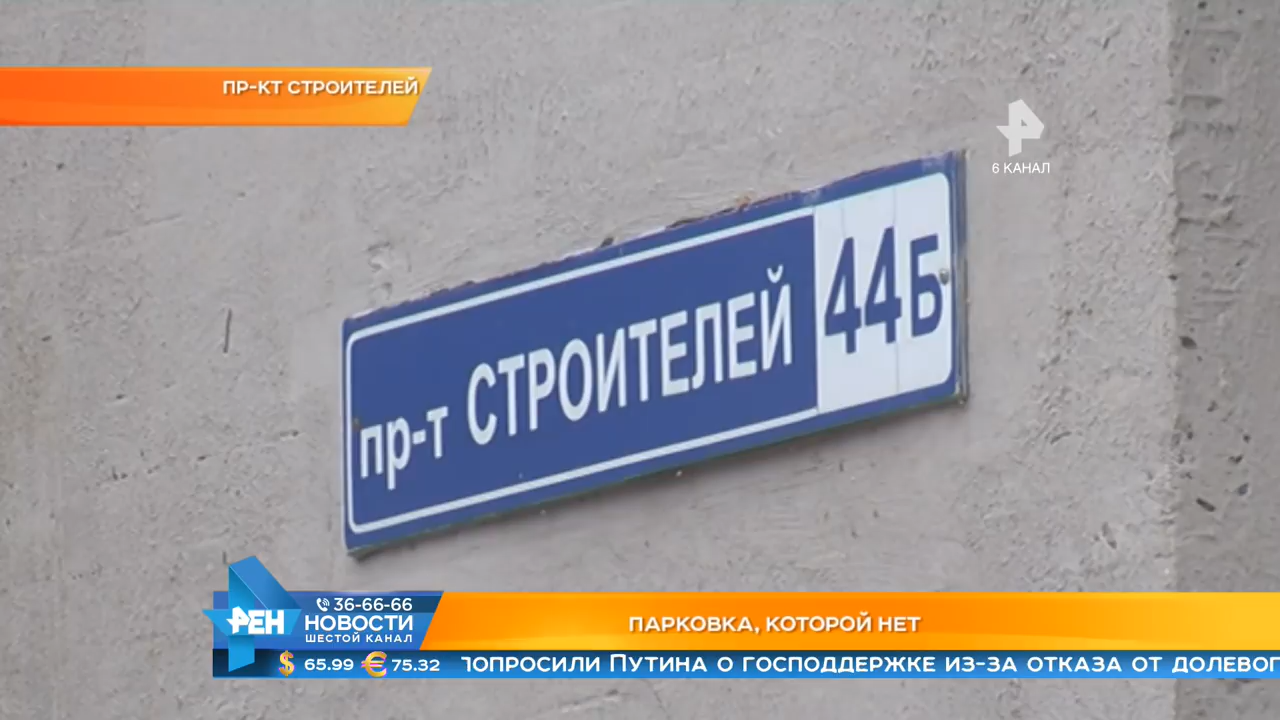 ПР-КТ СТРОИТЕЛЕЙ
6 КАНАЛ
пр-т СТРОИТЕЛЕЙ 44Б
36-66-66
РЕН НОВОСТИ
ШЕСТОЙ КАНАЛ
ПАРКОВКА, КОТОРОЙ НЕТ
$ 65.99 € 75.32 ПОПРОСИЛИ ПУТИНА О ГОСПОДДЕРЖКЕ ИЗ-ЗА ОТКАЗА ОТ